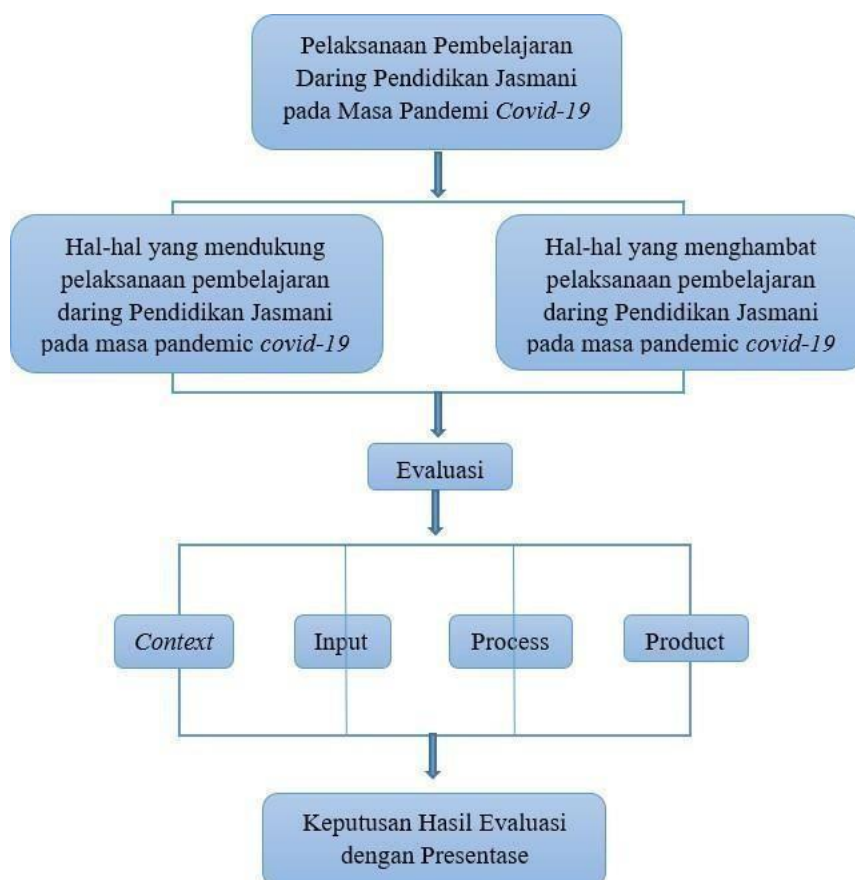 Pelaksanaan Pembelajaran
Daring Pendidikan Jasmani
pada Masa Pandemi Covid-19
Hal-hal yang mendukung
pelaksanaan pembelajaran
daring Pendidikan Jasmani
pada masa pandemic covid-19
Hal-hal yang menghambat
pelaksanaan pembelajaran
daring Pendidikan Jasmani
pada masa pandemic covid-19
Evaluasi
Context
Input
Process
Product
Keputusan Hasil Evaluasi
dengan Presentase